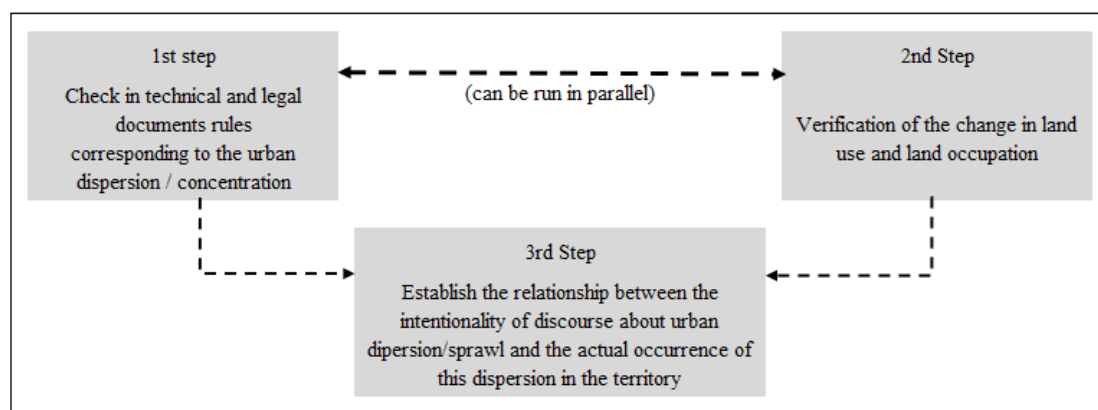 1st step
Check in technical and legal
documents rules
corresponding to the urban
dispersion / concentration
(can be run in parallel)
2nd Step
Verification of the change in land
use and land occupation
3rd Step
Establish the relationship between the
intentionality of discourse about urban
dipersion/sprawl and the actual occurrence of
this dispersion in the territory